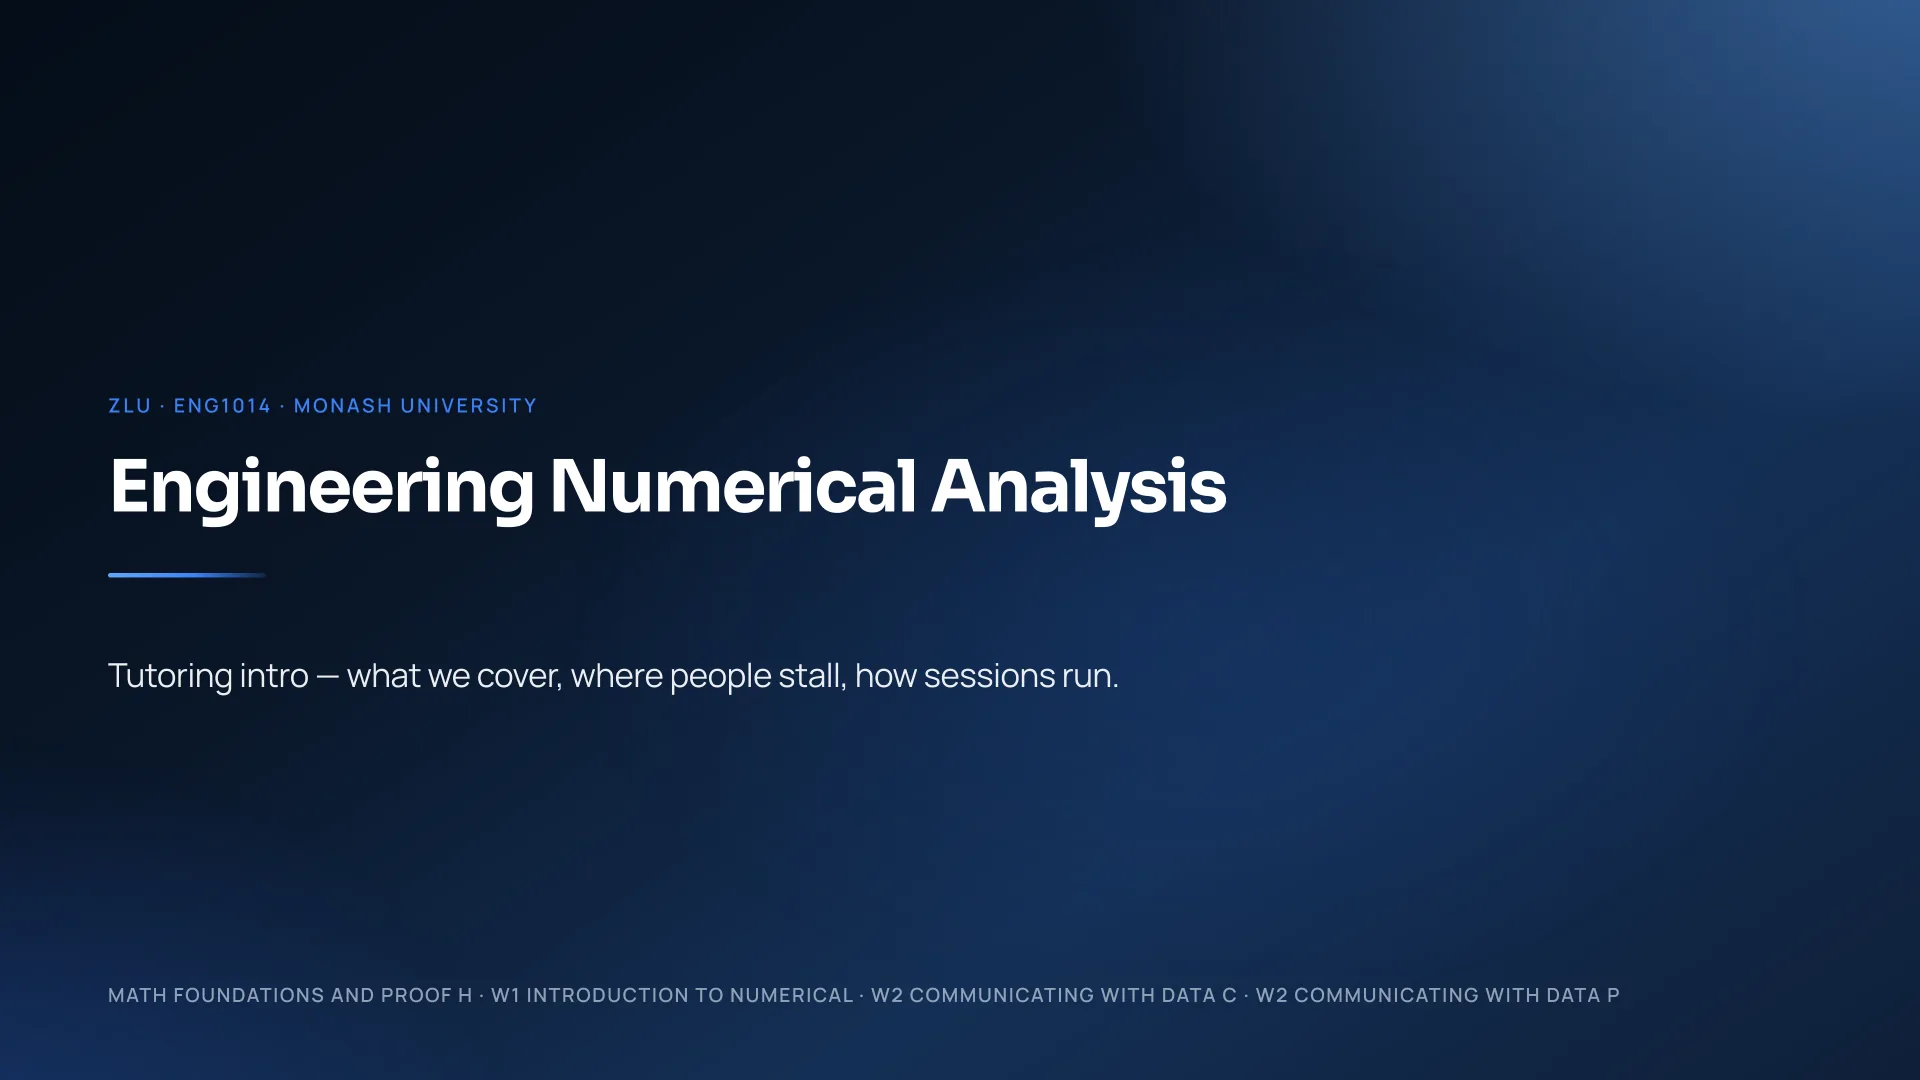 ZLU · ENG1014 · MONASH UNIVERSITY
Engineering Numerical Analysis
Tutoring intro — what we cover, where people stall, how sessions run.
MATH FOUNDATIONS AND PROOF H · W1 INTRODUCTION TO NUMERICAL · W2 COMMUNICATING WITH DATA C · W2 COMMUNICATING WITH DATA P